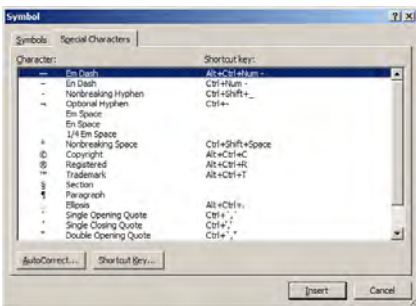 Symbol
Symbols Special Characters
Character: Shortcut key:
— Em Dash Alt+Ctrl+Num -
– En Dash Ctrl+Num -
- Nonbreaking Hyphen Ctrl+Shift+_
¬ Optional Hyphen Ctrl+-
Em Space
En Space
1/4 Em Space
° Nonbreaking Space Ctrl+Shift+Space
© Copyright Alt+Ctrl+C
® Registered Alt+Ctrl+R
™ Trademark Alt+Ctrl+T
§ Section
¶ Paragraph
… Ellipsis Alt+Ctrl+.
‘ Single Opening Quote Ctrl+`,`
’ Single Closing Quote Ctrl+','
“ Double Opening Quote Ctrl+`,"
AutoCorrect... Shortcut Key...
Insert Cancel